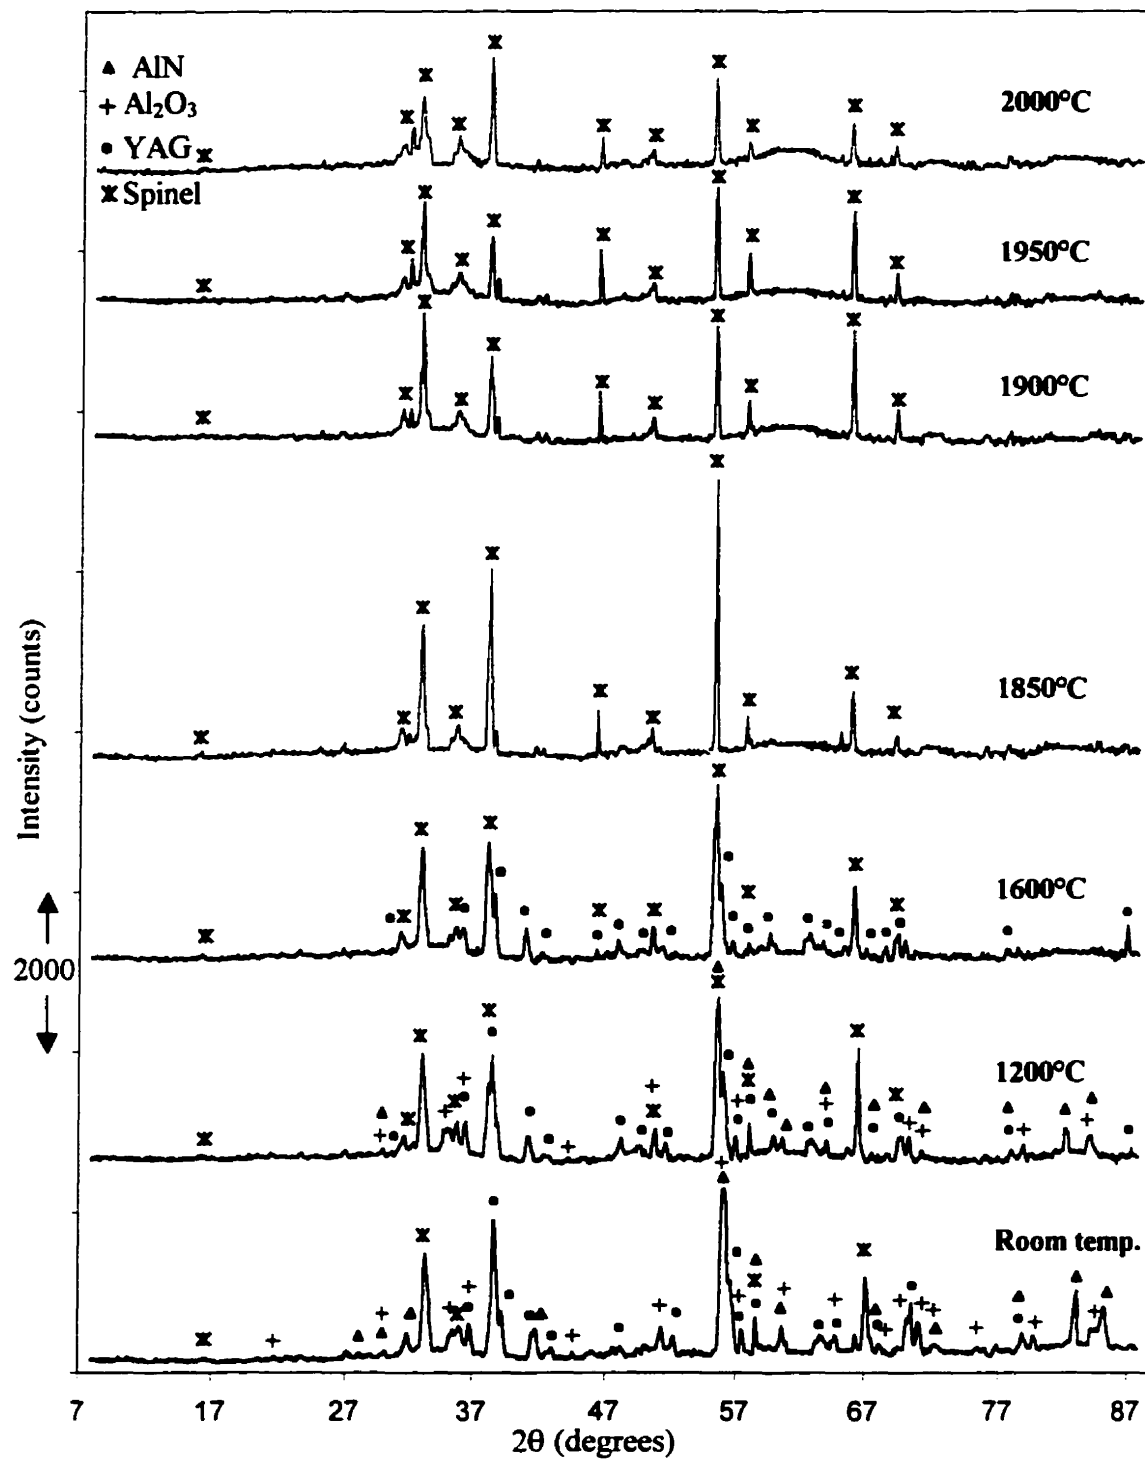 AlN
Al₂O₃
YAG
Spinel
2000°C
1950°C
1900°C
1850°C
1600°C
1200°C
Room temp.
Intensity (counts)
2000
7 17 27 37 47 57 67 77 87
2θ (degrees)